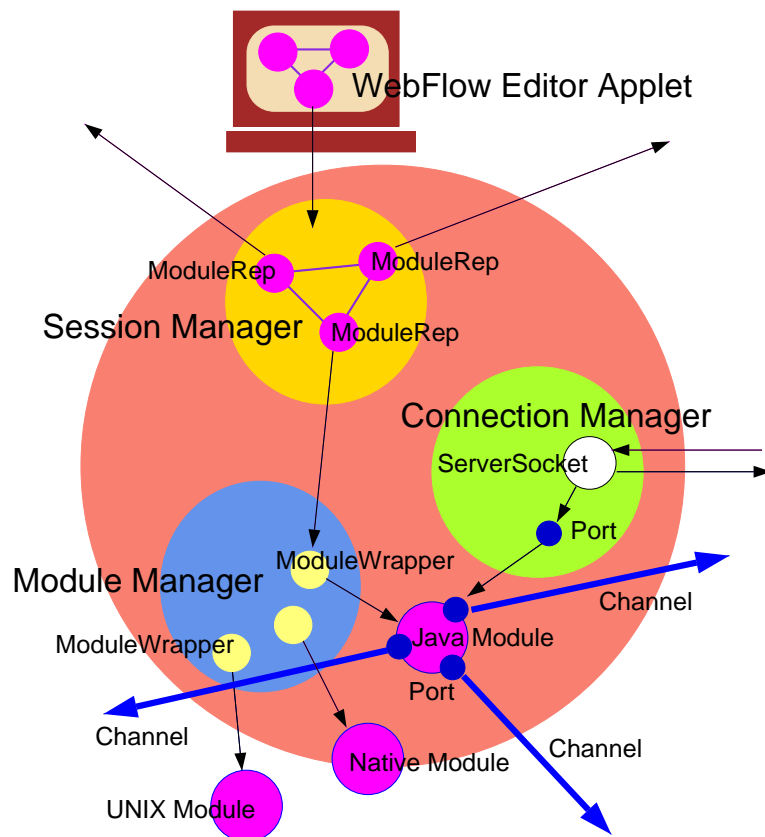 WebFlow Editor Applet
ModuleRep
ModuleRep
Session Manager
ModuleRep
Connection Manager
ServerSocket
Port
ModuleWrapper
Module Manager
Channel
ModuleWrapper
Java Module
Port
Channel
Channel
Native Module
UNIX Module